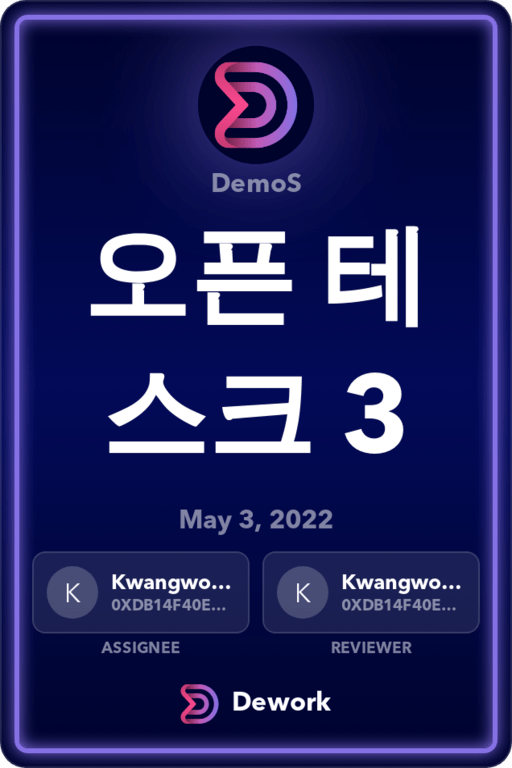 DemoS
오픈 테
스크 3
May 3, 2022
Kwangwo...
0XDB14F40E...
Kwangwo...
0XDB14F40E...
ASSIGNEE
REVIEWER
Dework